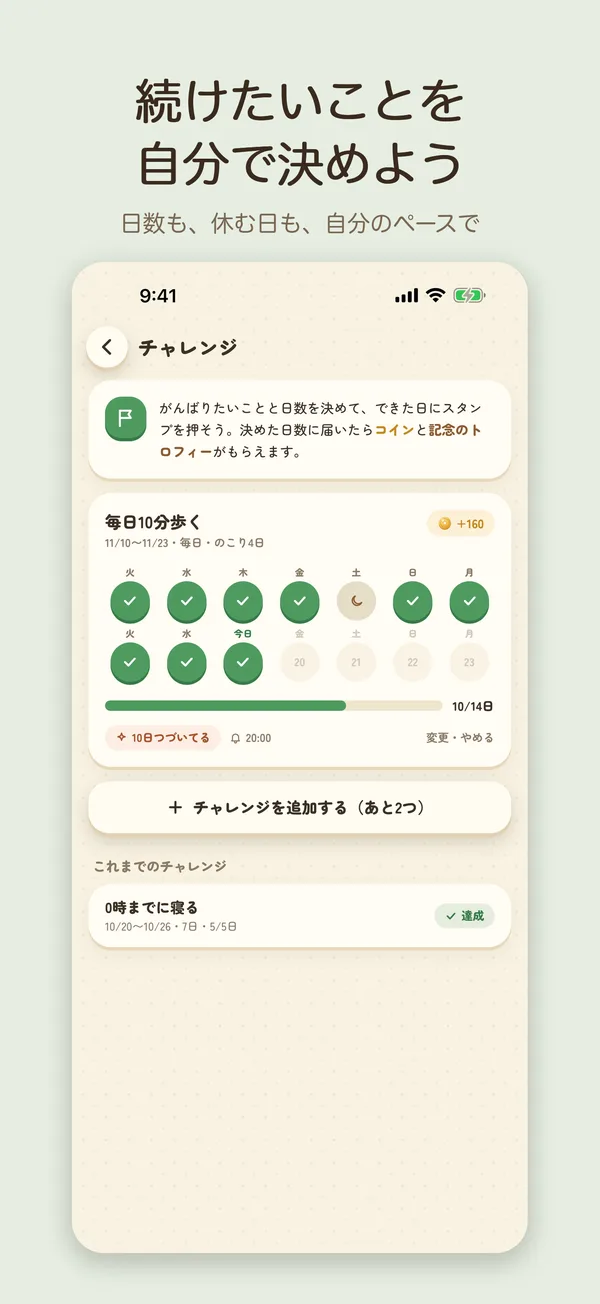 続けたいことを
自分で決めよう
日数も、休む日も、自分のペースで
9:41
チャレンジ
がんばりたいことと日数を決めて、できた日にスタン
プを押そう。決めた日数に届いたらコインと記念のト
ロフィーがもらえます。
毎日10分歩く
+160
11/10〜11/23・毎日・のこり4日
火 水 木 金 土 日 月
火 水 今日 金 土 日 月
20 21 22 23
10/14日
10日つづいてる
20:00
変更・やめる
+ チャレンジを追加する（あと2つ）
これまでのチャレンジ
0時までに寝る
10/20〜10/26・7日・5/5日
達成